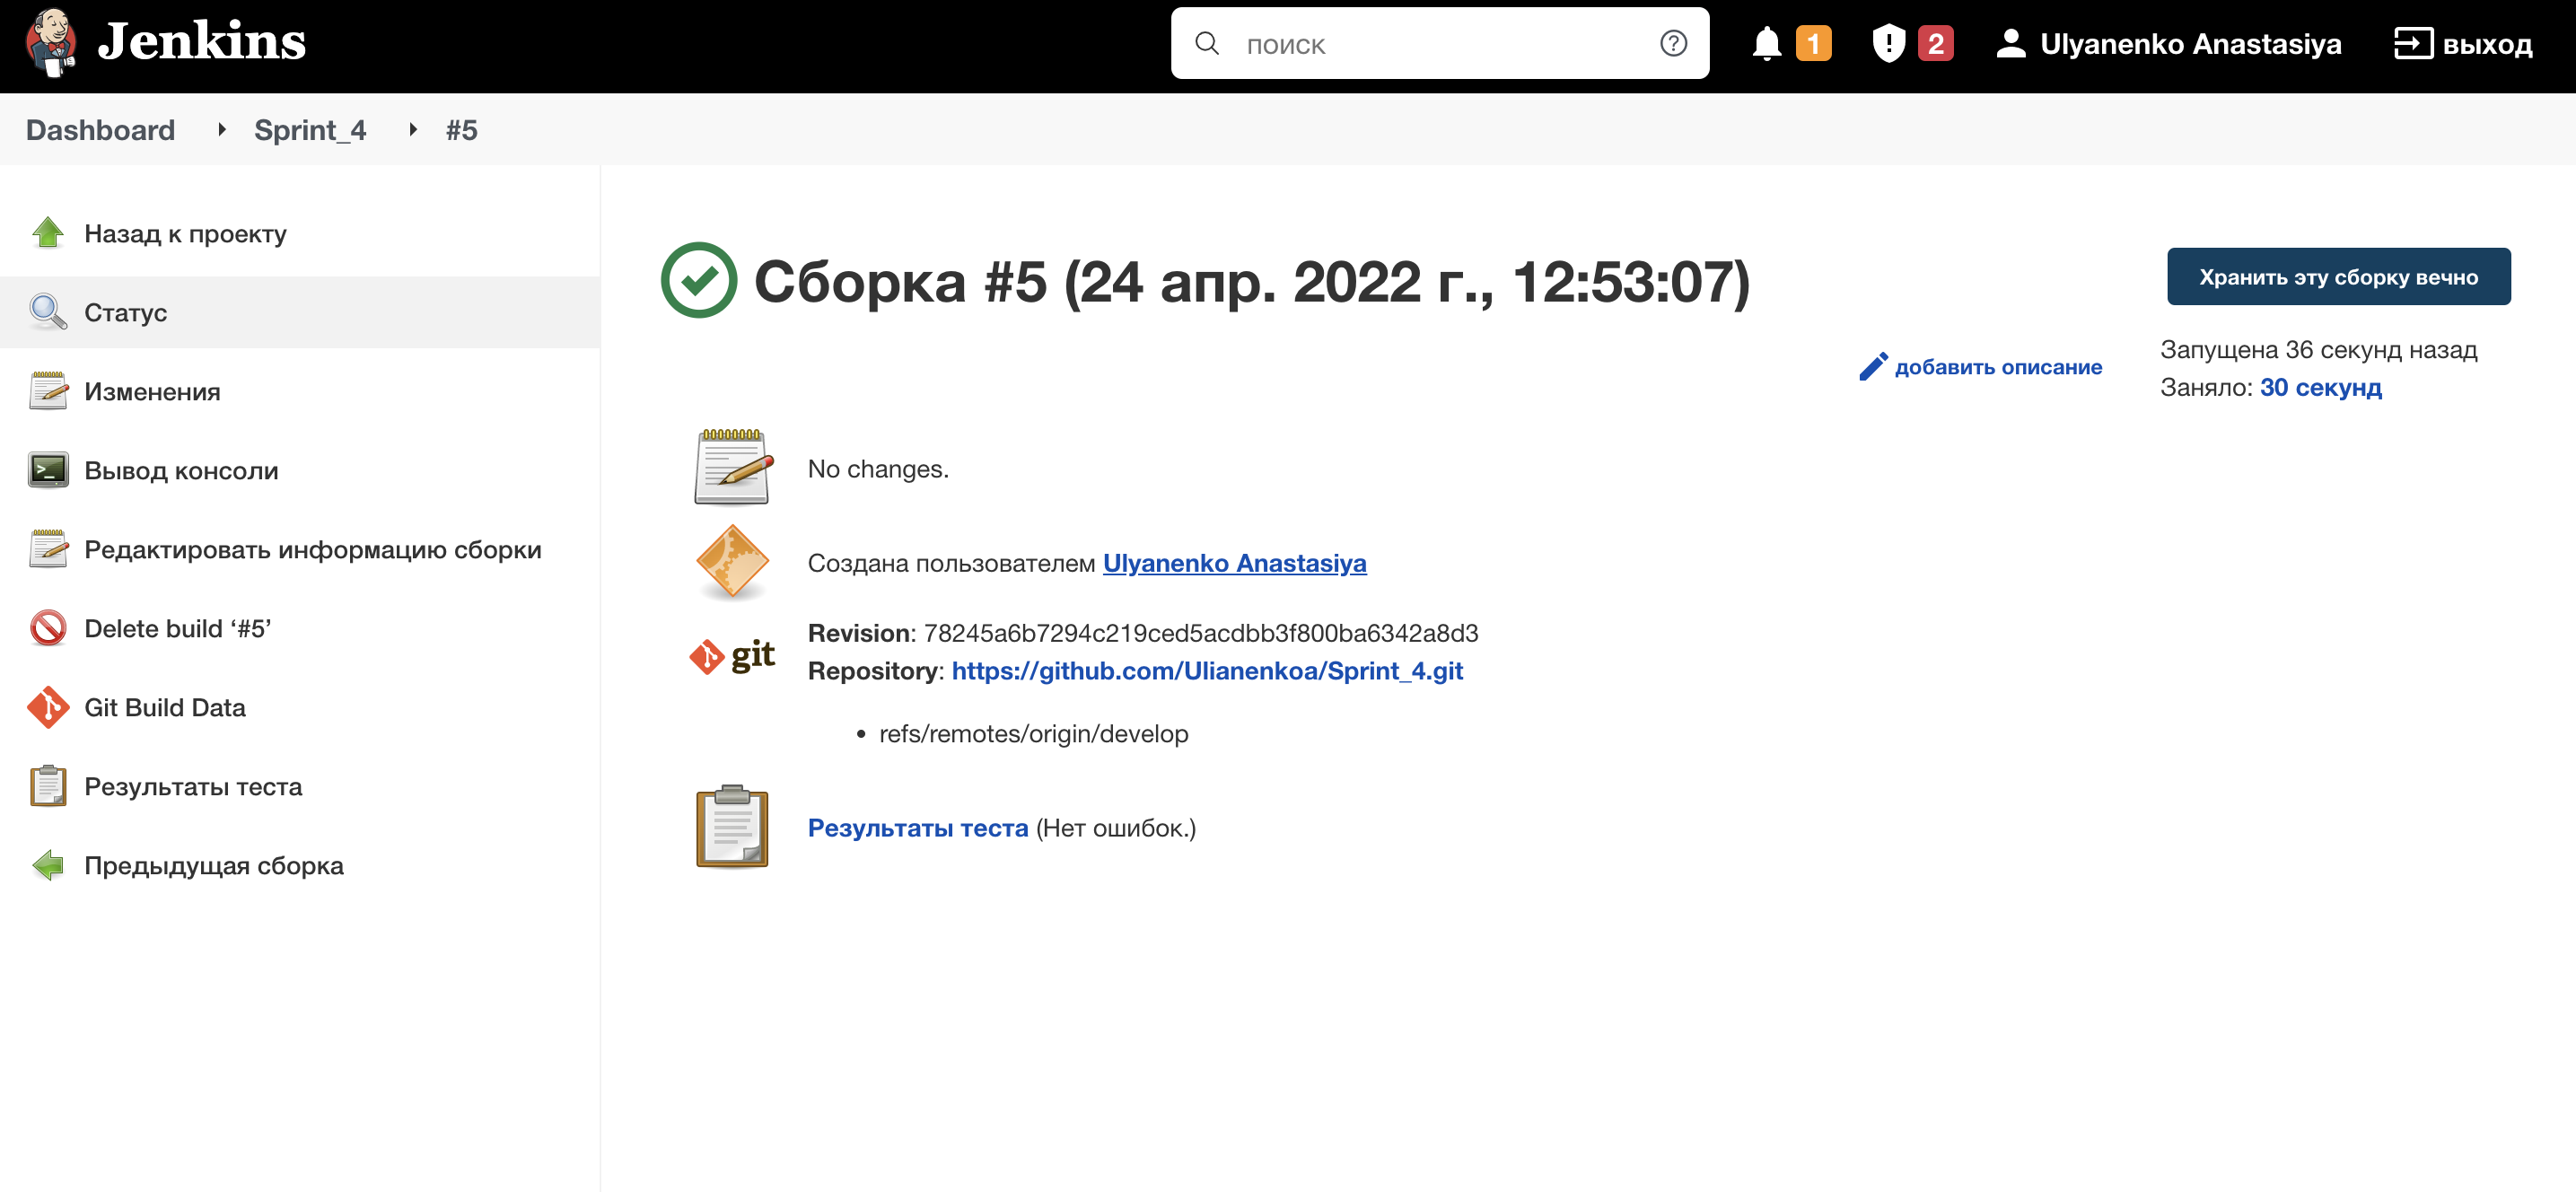 Jenkins
поиск
1
2
Ulyanenko Anastasiya
выход
Dashboard
Sprint_4
#5
Назад к проекту
Статус
Изменения
Вывод консоли
Редактировать информацию сборки
Delete build ‘#5’
Git Build Data
Результаты теста
Предыдущая сборка
Сборка #5 (24 апр. 2022 г., 12:53:07)
Хранить эту сборку вечно
добавить описание
Запущена 36 секунд назад
Заняло: 30 секунд
No changes.
Создана пользователем Ulyanenko Anastasiya
git
Revision: 78245a6b7294c219ced5acdbb3f800ba6342a8d3
Repository: https://github.com/Ulianenkoa/Sprint_4.git
• refs/remotes/origin/develop
Результаты теста (Нет ошибок.)